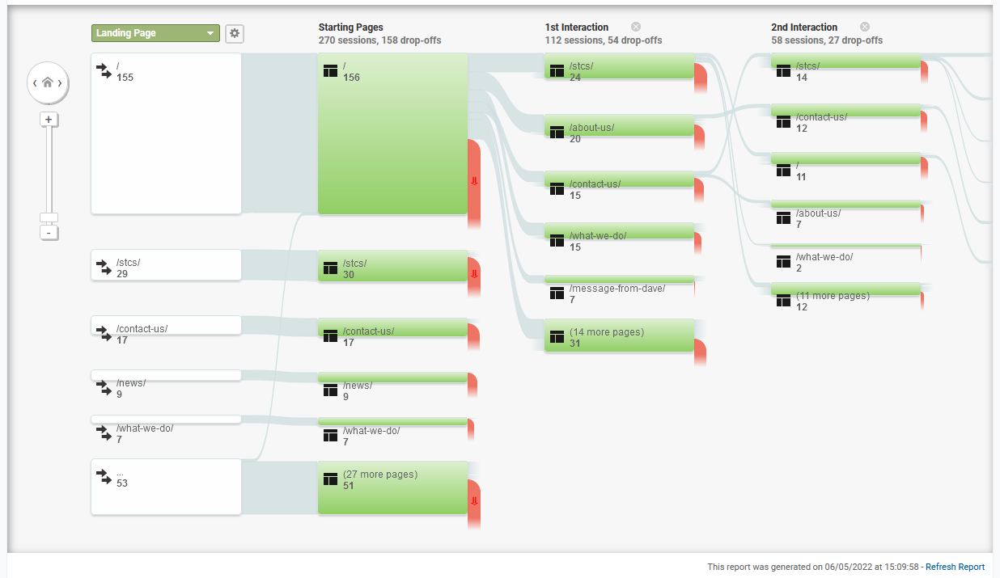 Landing Page
Starting Pages
270 sessions, 158 drop-offs
1st Interaction
112 sessions, 54 drop-offs
2nd Interaction
58 sessions, 27 drop-offs
/
155
/stcs/
29
/contact-us/
17
/news/
9
/what-we-do/
7
...
53
/
156
/stcs/
30
/contact-us/
17
/news/
9
/what-we-do/
7
(27 more pages)
51
/stcs/
24
/about-us/
20
/contact-us/
15
/what-we-do/
15
/message-from-dave/
7
(14 more pages)
31
/stcs/
14
/contact-us/
12
/
11
/about-us/
7
/what-we-do/
2
(11 more pages)
12
+
-
This report was generated on 06/05/2022 at 15:09:58 - Refresh Report